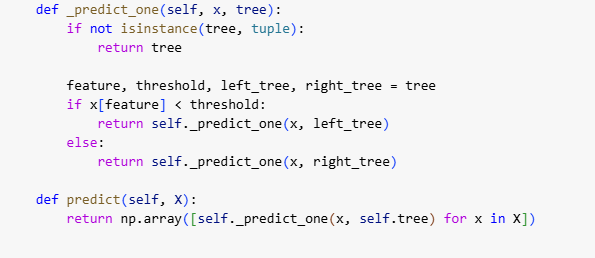 def _predict_one(self, x, tree):
    if not isinstance(tree, tuple):
        return tree

    feature, threshold, left_tree, right_tree = tree
    if x[feature] < threshold:
        return self._predict_one(x, left_tree)
    else:
        return self._predict_one(x, right_tree)

def predict(self, X):
    return np.array([self._predict_one(x, self.tree) for x in X])